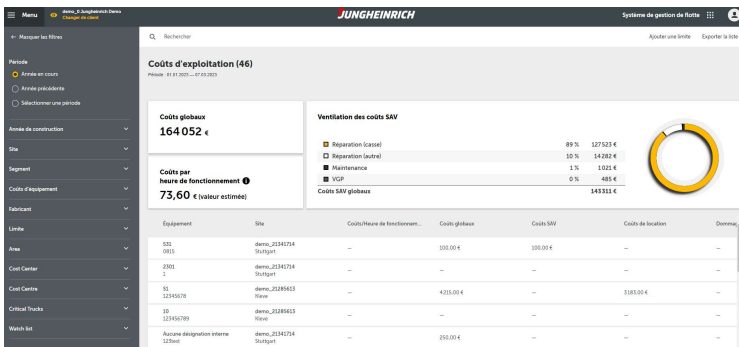 Menu
demo_0 Jungheinrich Demo
Changer de client
JUNGHEINRICH
Système de gestion de flotte
← Masquer les filtres
Rechercher
Ajouter une limite
Exporter la liste
Période
Année en cours
Année précédente
Sélectionner une période
Année de construction
Site
Segment
Coûts d'équipement
Fabricant
Limite
Area
Cost Center
Cost Centre
Critical Trucks
Watch list
Coûts d'exploitation (46)
Période : 01.01.2023 — 07.03.2023
Coûts globaux
164 052 €
Coûts par
heure de fonctionnement
73,60 € (valeur estimée)
Ventilation des coûts SAV
Réparation (casse) 89 % 127 523 €
Réparation (autre) 10 % 14 282 €
Maintenance 1 % 1 021 €
VGP 0 % 485 €
Coûts SAV globaux 143 311 €
Équipement Site Coûts/Heure de fonctionnem... Coûts globaux Coûts SAV Coûts de location Dommag
531 demo_21341714
0815 Stuttgart — 100,00 € 100,00 € — —
2301 demo_21341714
1 Stuttgart — — — — —
51 demo_21285613
12345678 Kleve — 4 215,00 € — 3 183,00 € —
10 demo_21285613
123456789 Kleve — — — — —
Aucune désignation interne demo_21341714
123test Stuttgart — 250,00 € — — —